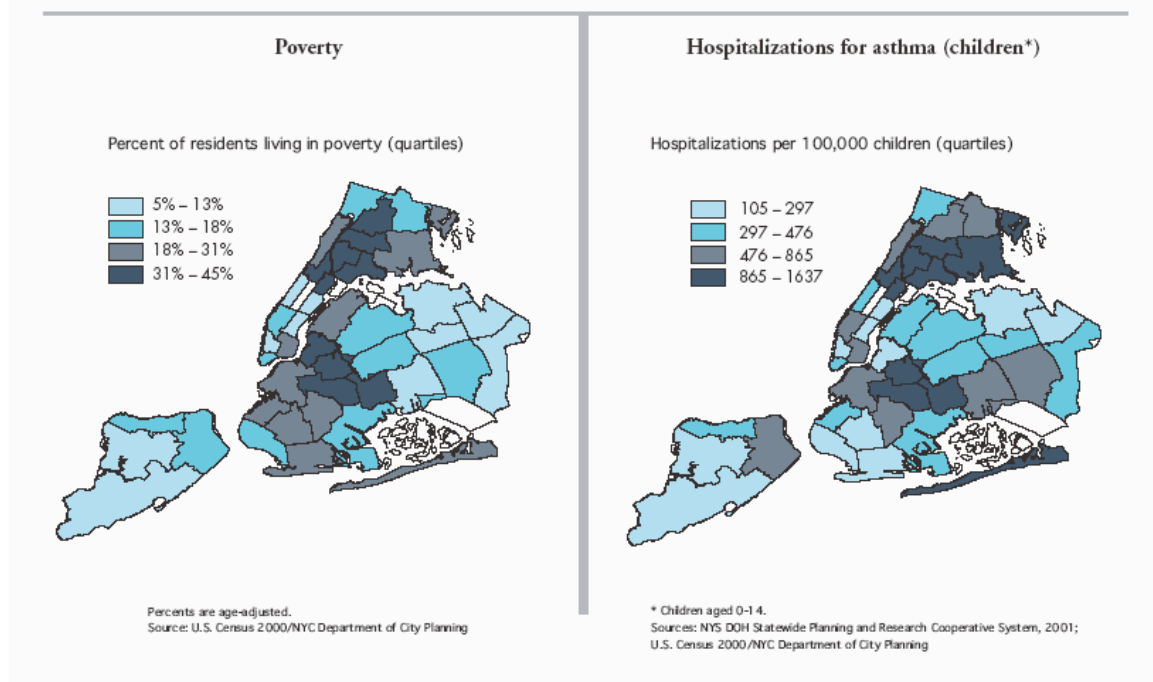 Poverty
Percent of residents living in poverty (quartiles)
5% – 13%
13% – 18%
18% – 31%
31% – 45%
Percents are age-adjusted.
Source: U.S. Census 2000/NYC Department of City Planning
Hospitalizations for asthma (children*)
Hospitalizations per 100,000 children (quartiles)
105 – 297
297 – 476
476 – 865
865 – 1637
* Children aged 0-14.
Sources: NYS DOH Statewide Planning and Research Cooperative System, 2001;
U.S. Census 2000/NYC Department of City Planning